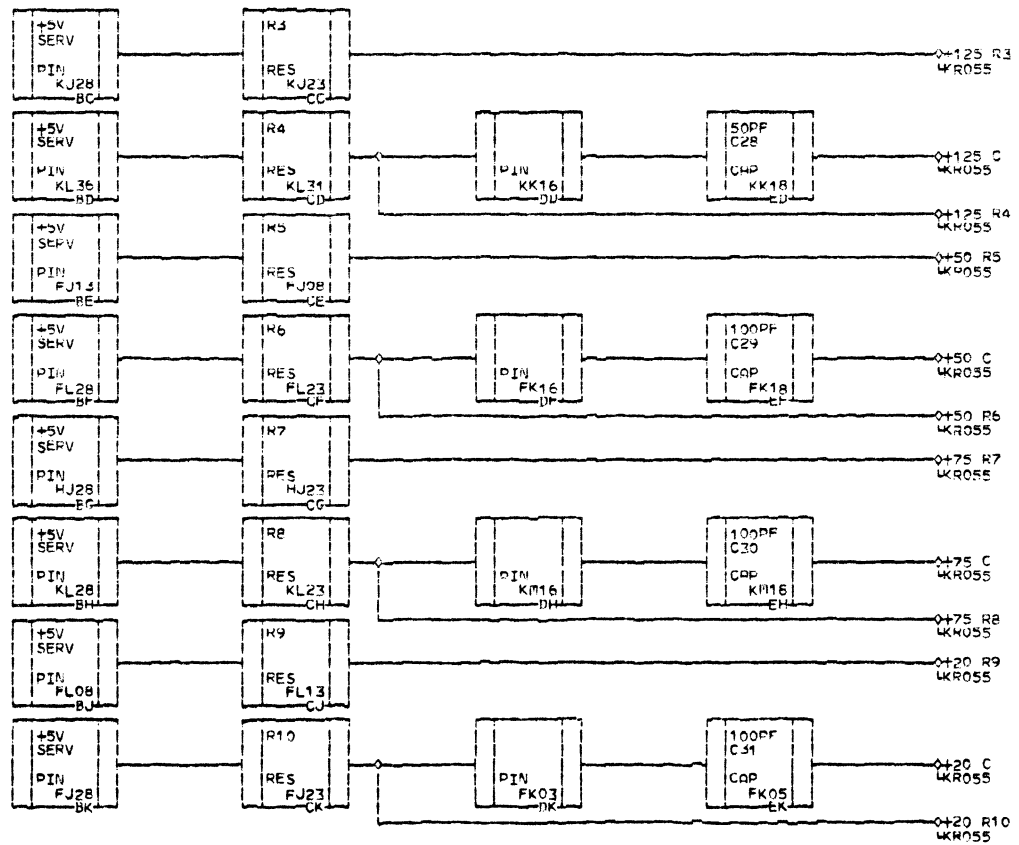 +5V
SERV
PIN
KJ28
BC
R3
RES
KJ23
CC
+125 R3
KR055
+5V
SERV
PIN
KL36
BD
R4
RES
KL31
CD
PIN
KK16
DD
50PF
C28
CAP
KK18
ED
+125 C
KR055
+125 R4
KR055
+5V
SERV
PIN
FJ13
BE
R5
RES
FJ08
CE
+50 R5
KR055
+5V
SERV
PIN
FL28
BF
R6
RES
FL23
CF
PIN
FK16
DF
100PF
C29
CAP
FK18
EF
+50 C
KR055
+50 R6
KR055
+5V
SERV
PIN
HJ28
BG
R7
RES
HJ23
CG
+75 R7
KR055
+5V
SERV
PIN
KL28
BH
R8
RES
KL23
CH
PIN
KM16
DH
100PF
C30
CAP
KM16
EH
+75 C
KR055
+75 R8
KR055
+5V
SERV
PIN
FL08
BJ
R9
RES
FL13
CJ
+20 R9
KR055
+5V
SERV
PIN
FJ28
BK
R10
RES
FJ23
CK
PIN
FK03
DK
100PF
C31
CAP
FK05
EK
+20 C
KR055
+20 R10
KR055